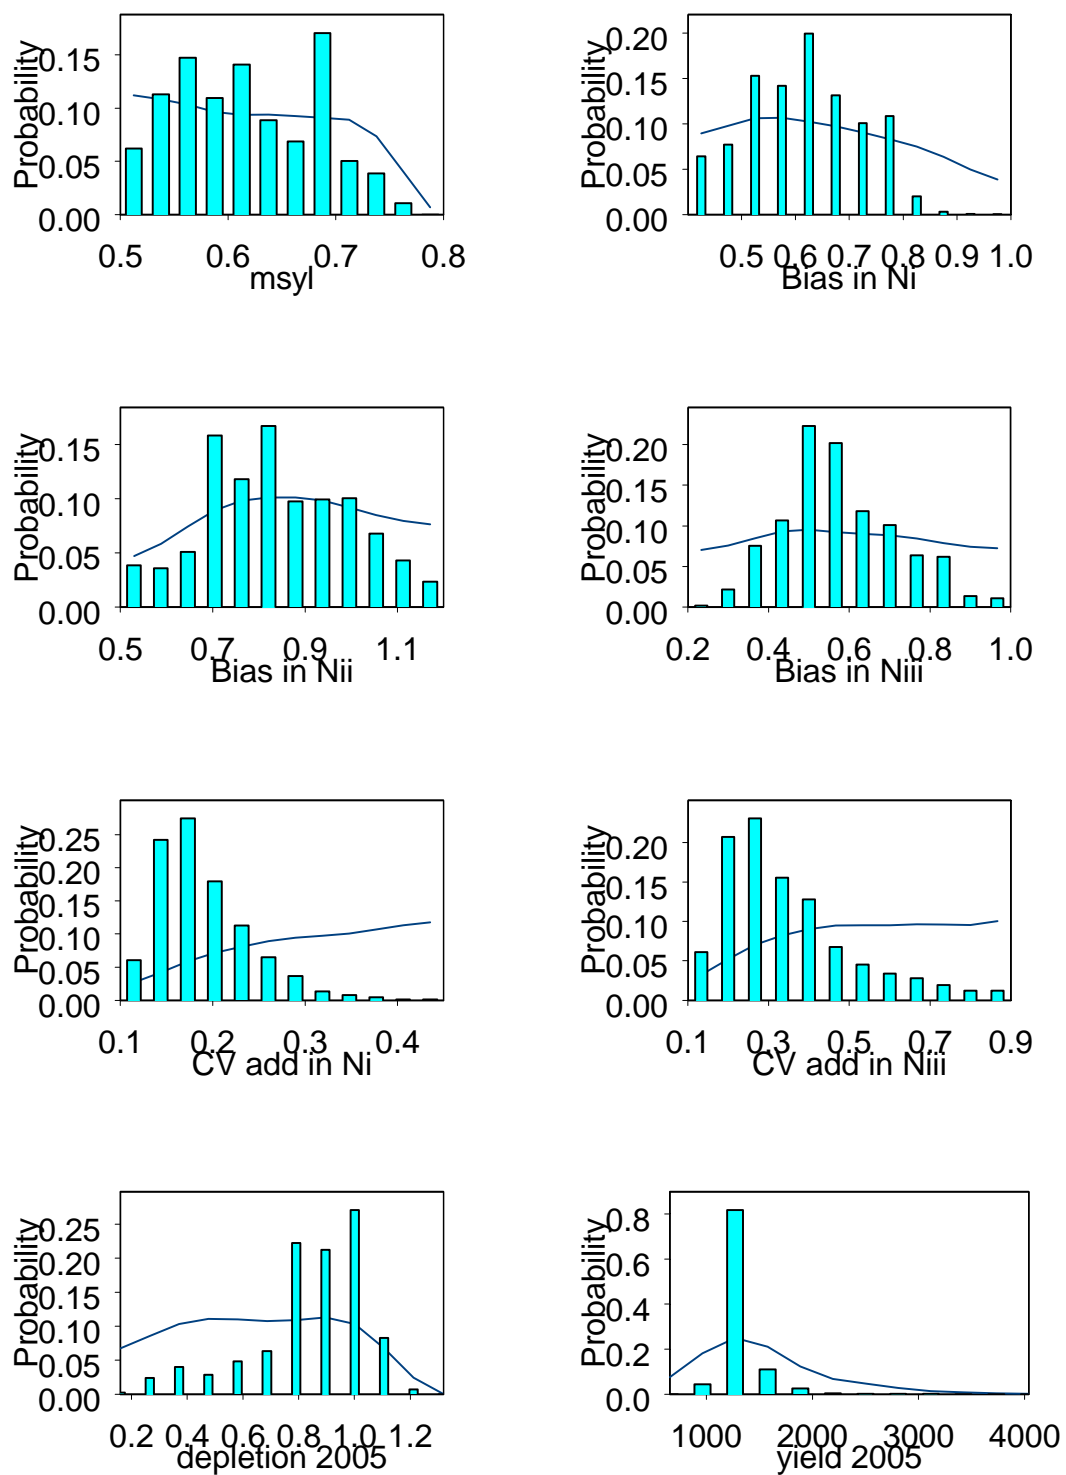 Probability
0.15
0.10
0.05
0.00
0.5 0.6 0.7 0.8
msyl
Probability
0.20
0.15
0.10
0.05
0.00
0.5 0.6 0.7 0.8 0.9 1.0
Bias in Ni
Probability
0.15
0.10
0.05
0.00
0.5 0.7 0.9 1.1
Bias in Nii
Probability
0.20
0.15
0.10
0.05
0.00
0.2 0.4 0.6 0.8 1.0
Bias in Niii
Probability
0.25
0.20
0.15
0.10
0.05
0.00
0.1 0.2 0.3 0.4
CV add in Ni
Probability
0.20
0.15
0.10
0.05
0.00
0.1 0.3 0.5 0.7 0.9
CV add in Niii
Probability
0.25
0.20
0.15
0.10
0.05
0.00
0.2 0.4 0.6 0.8 1.0 1.2
depletion 2005
Probability
0.8
0.6
0.4
0.2
0.0
1000 2000 3000 4000
yield 2005